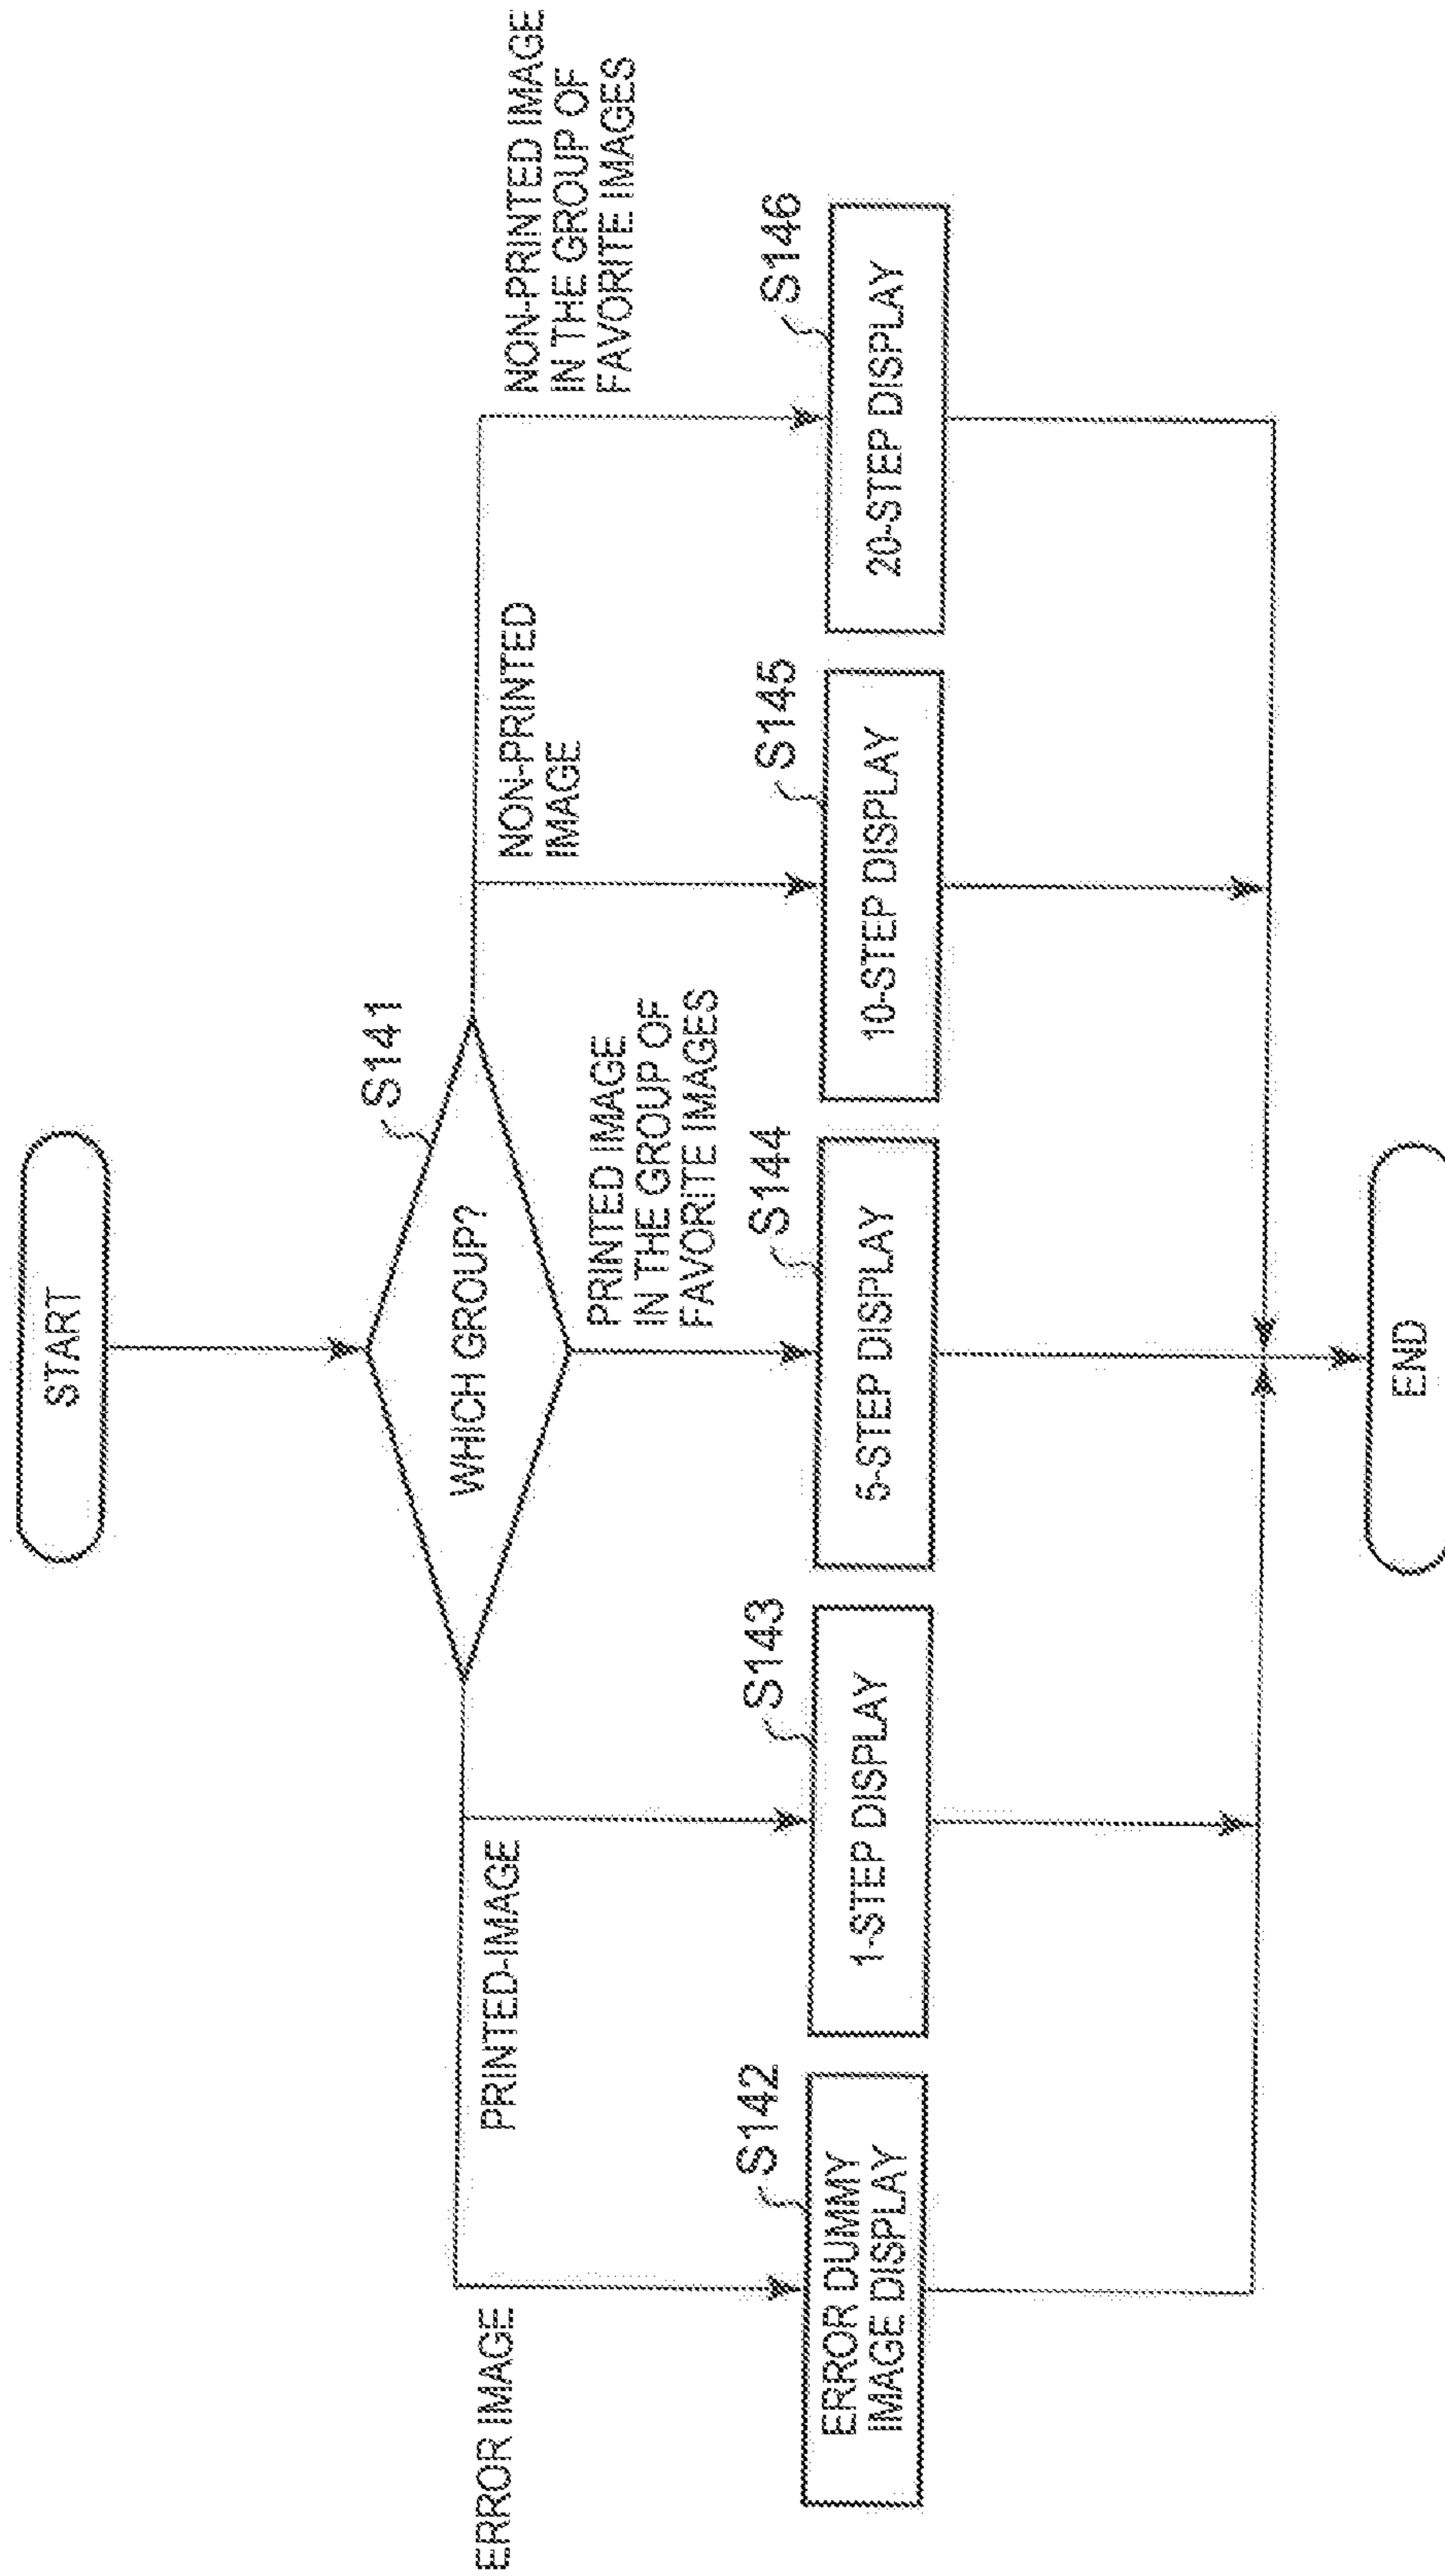 START
WHICH GROUP?
S141
ERROR IMAGE
PRINTED-IMAGE
PRINTED IMAGE
IN THE GROUP OF
FAVORITE IMAGES
NON-PRINTED
IMAGE
NON-PRINTED IMAGE
IN THE GROUP OF
FAVORITE IMAGES
S142
ERROR DUMMY
IMAGE DISPLAY
S143
1-STEP DISPLAY
S144
5-STEP DISPLAY
S145
10-STEP DISPLAY
S146
20-STEP DISPLAY
END